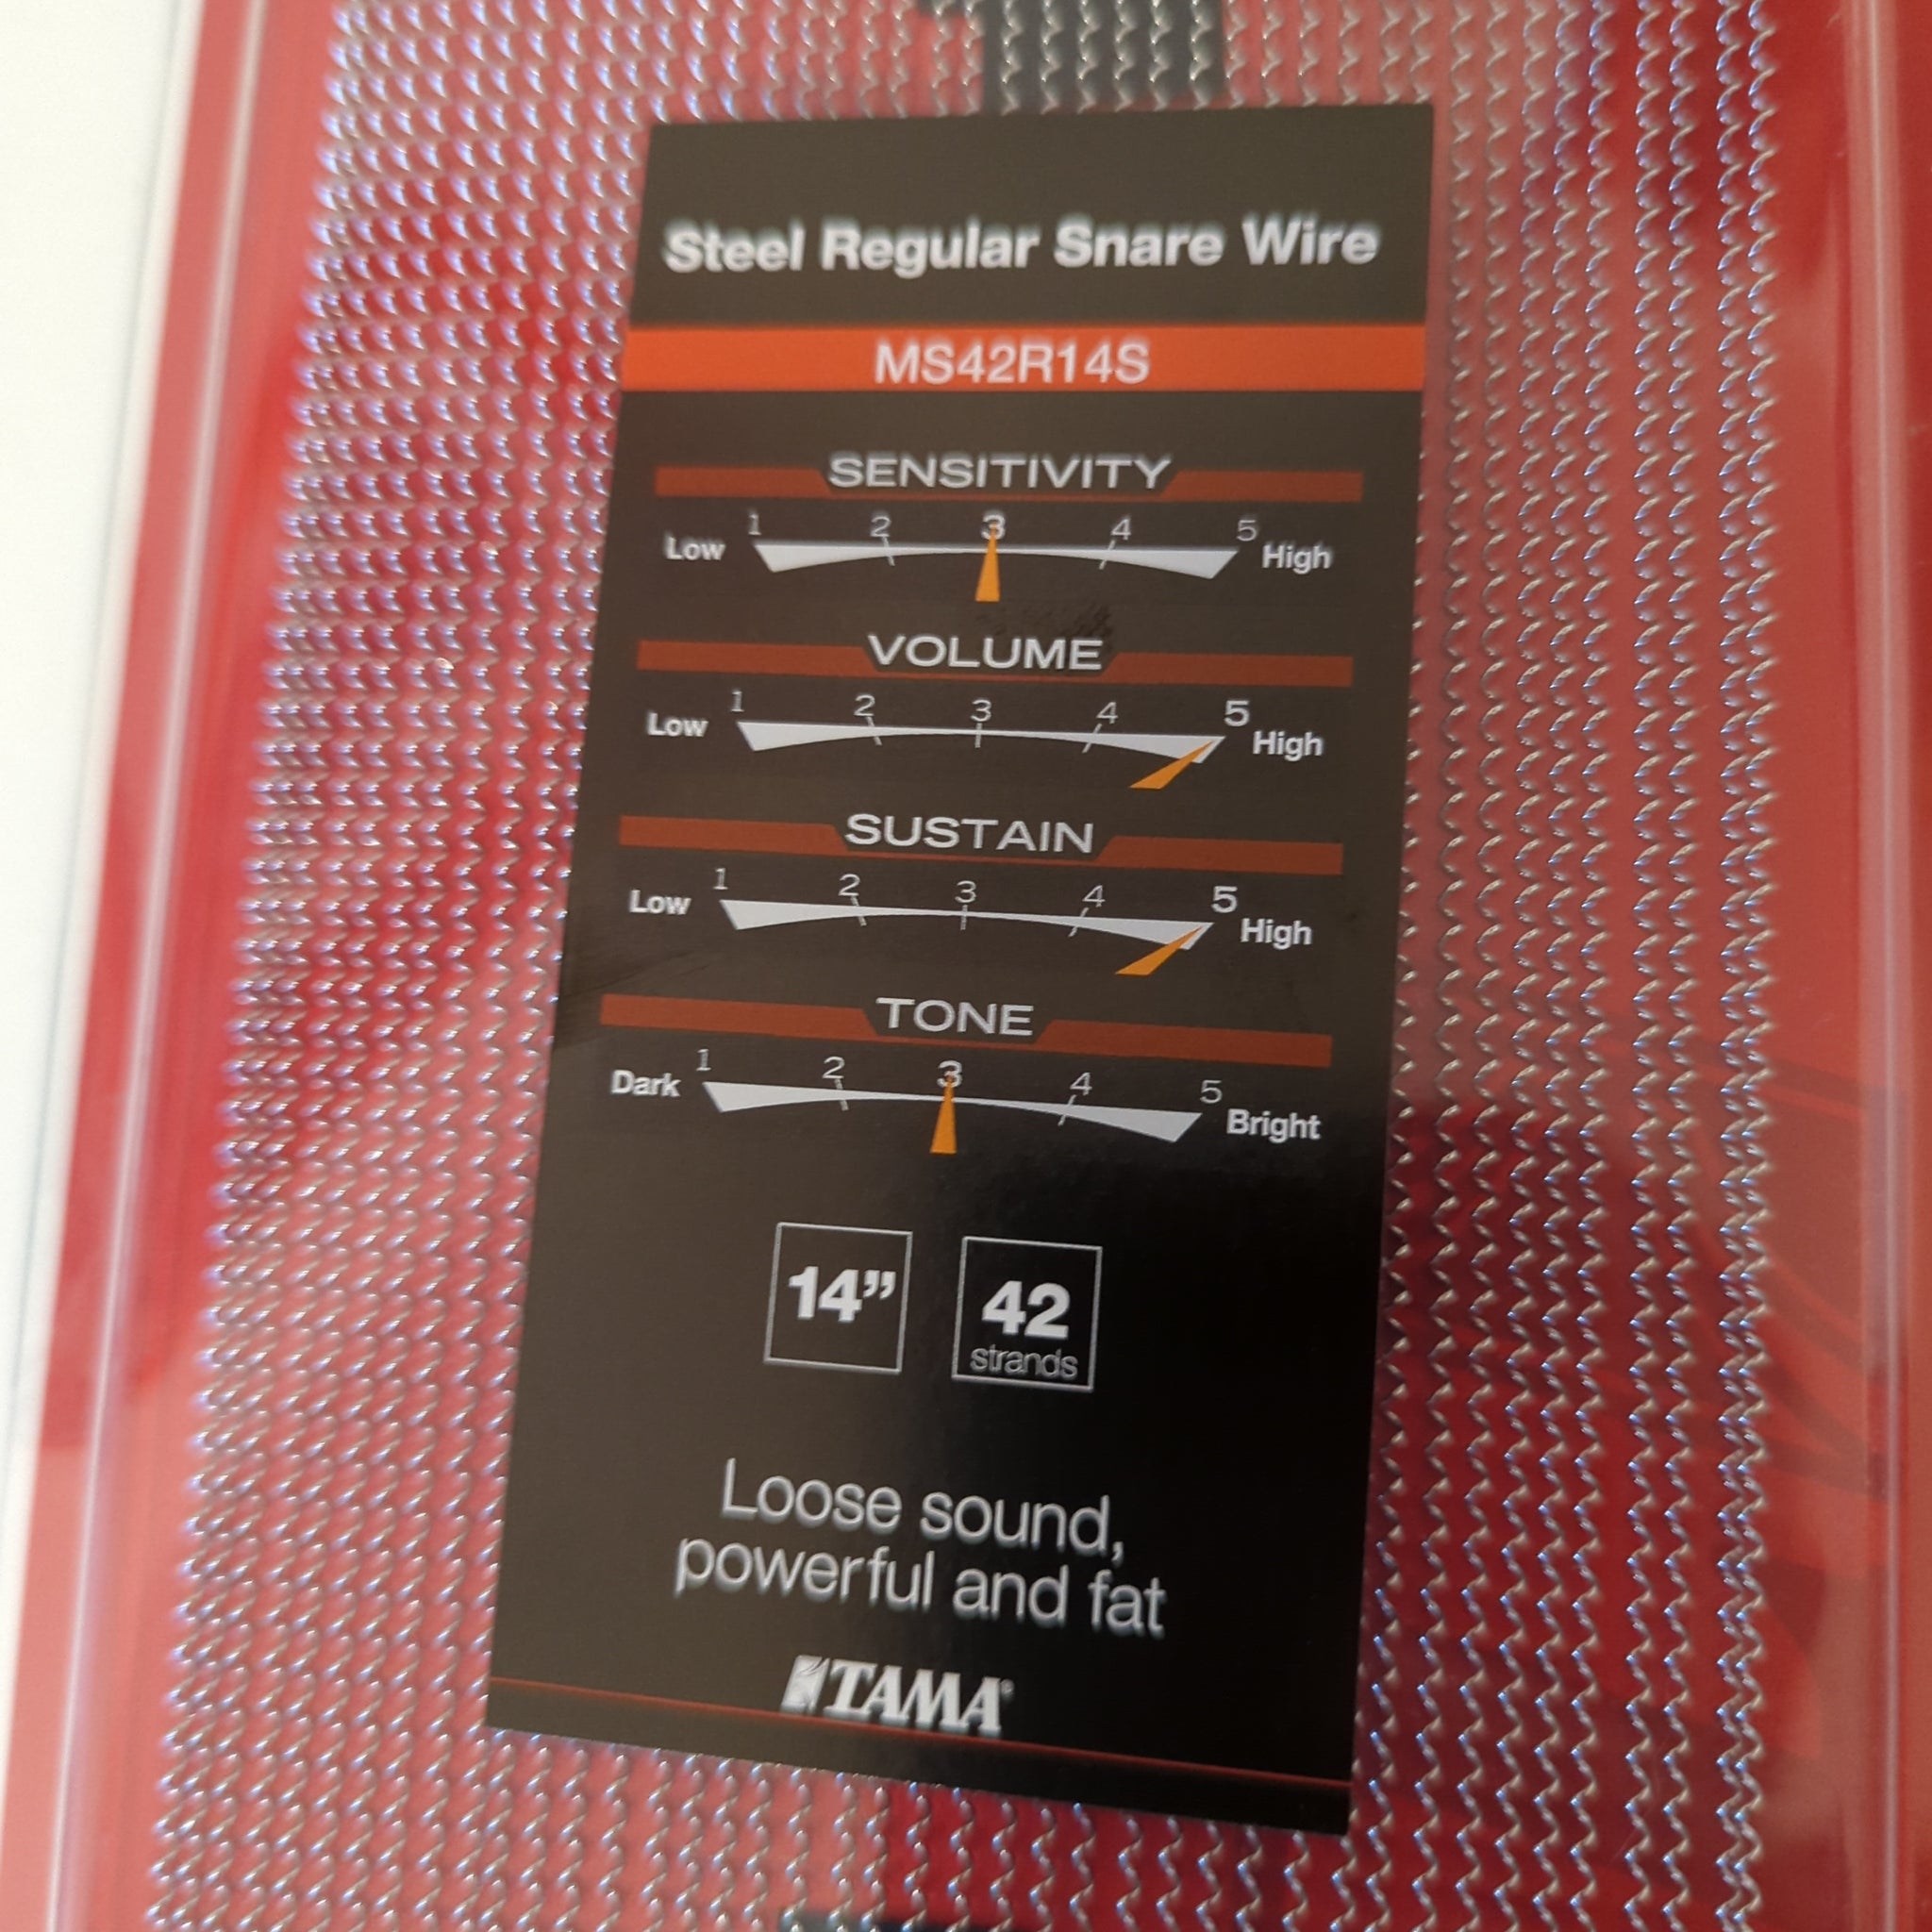 Steel Regular Snare Wire
MS42R14S
SENSITIVITY
1 2 3 4 5
Low High
VOLUME
1 2 3 4 5
Low High
SUSTAIN
1 2 3 4 5
Low High
TONE
1 2 3 4 5
Dark Bright
14”
42
strands
Loose sound,
powerful and fat
TAMA®